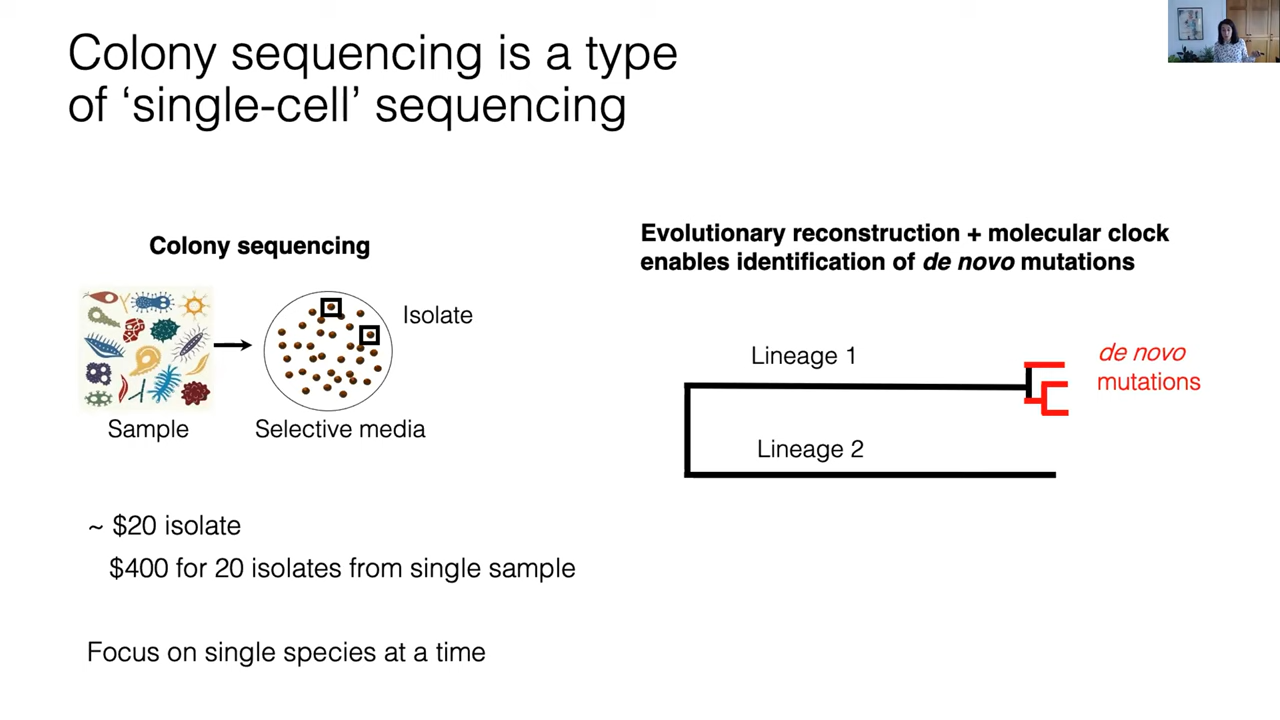 Colony sequencing is a type
of ‘single-cell’ sequencing
Colony sequencing
Isolate
Sample
Selective media
~ $20 isolate
$400 for 20 isolates from single sample
Focus on single species at a time
Evolutionary reconstruction + molecular clock
enables identification of de novo mutations
Lineage 1
de novo
mutations
Lineage 2